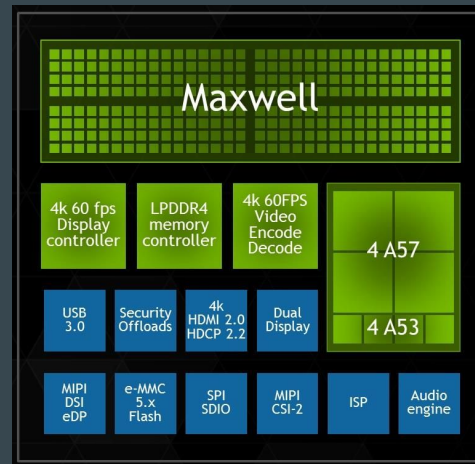 Maxwell
4k 60 fps
Display
controller
LPDDR4
memory
controller
4k 60FPS
Video
Encode
Decode
4 A57
4 A53
USB
3.0
Security
Offloads
4k
HDMI 2.0
HDCP 2.2
Dual
Display
MIPI
DSI
eDP
e-MMC
5.x
Flash
SPI
SDIO
MIPI
CSI-2
ISP
Audio
engine